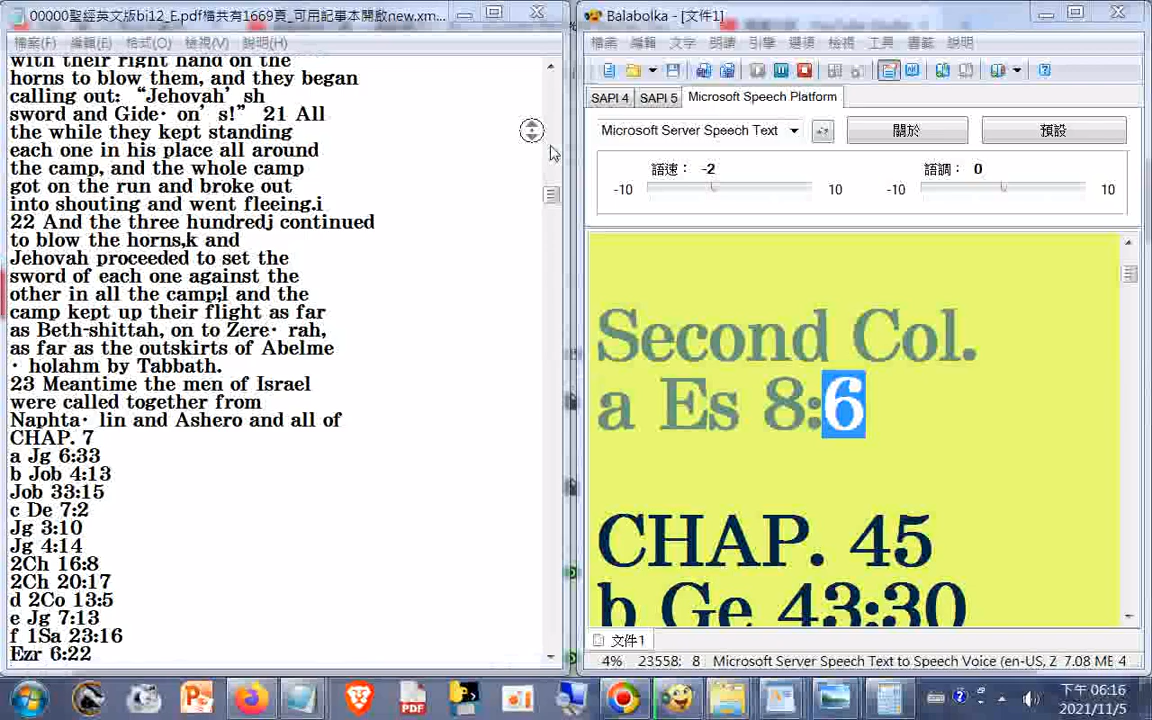 00000聖經英文版bi12_E.pdf檔共有1669頁_可用記事本開啟new.xm...
檔案(F) 編輯(E) 格式(O) 檢視(V) 說明(H)
with their right hand on the
horns to blow them, and they began
calling out: “Jehovah’ sh
sword and Gide· on’ s!” 21 All
the while they kept standing
each one in his place all around
the camp, and the whole camp
got on the run and broke out
into shouting and went fleeing.i
22 And the three hundredj continued
to blow the horns,k and
Jehovah proceeded to set the
sword of each one against the
other in all the camp;l and the
camp kept up their flight as far
as Beth-shittah, on to Zere· rah,
as far as the outskirts of Abelme
· holahm by Tabbath.
23 Meantime the men of Israel
were called together from
Naphta· lin and Ashero and all of
CHAP. 7
a Jg 6:33
b Job 4:13
Job 33:15
c De 7:2
Jg 3:10
Jg 4:14
2Ch 16:8
2Ch 20:17
d 2Co 13:5
e Jg 7:13
f 1Sa 23:16
Ezr 6:22
Balabolka - [文件1]
檔案 編輯 文字 朗讀 引擎 選項 檢視 工具 書籤 說明
SAPI 4 SAPI 5 Microsoft Speech Platform
Microsoft Server Speech Text 關於 預設
語速： -2 語調： 0
-10 10 -10 10
Second Col.
a Es 8:6
CHAP. 45
b Ge 43:30
文件1
4% 23558: 8 Microsoft Server Speech Text to Speech Voice (en-US, Z 7.08 ME 4
PDF
下午 06:16
2021/11/5